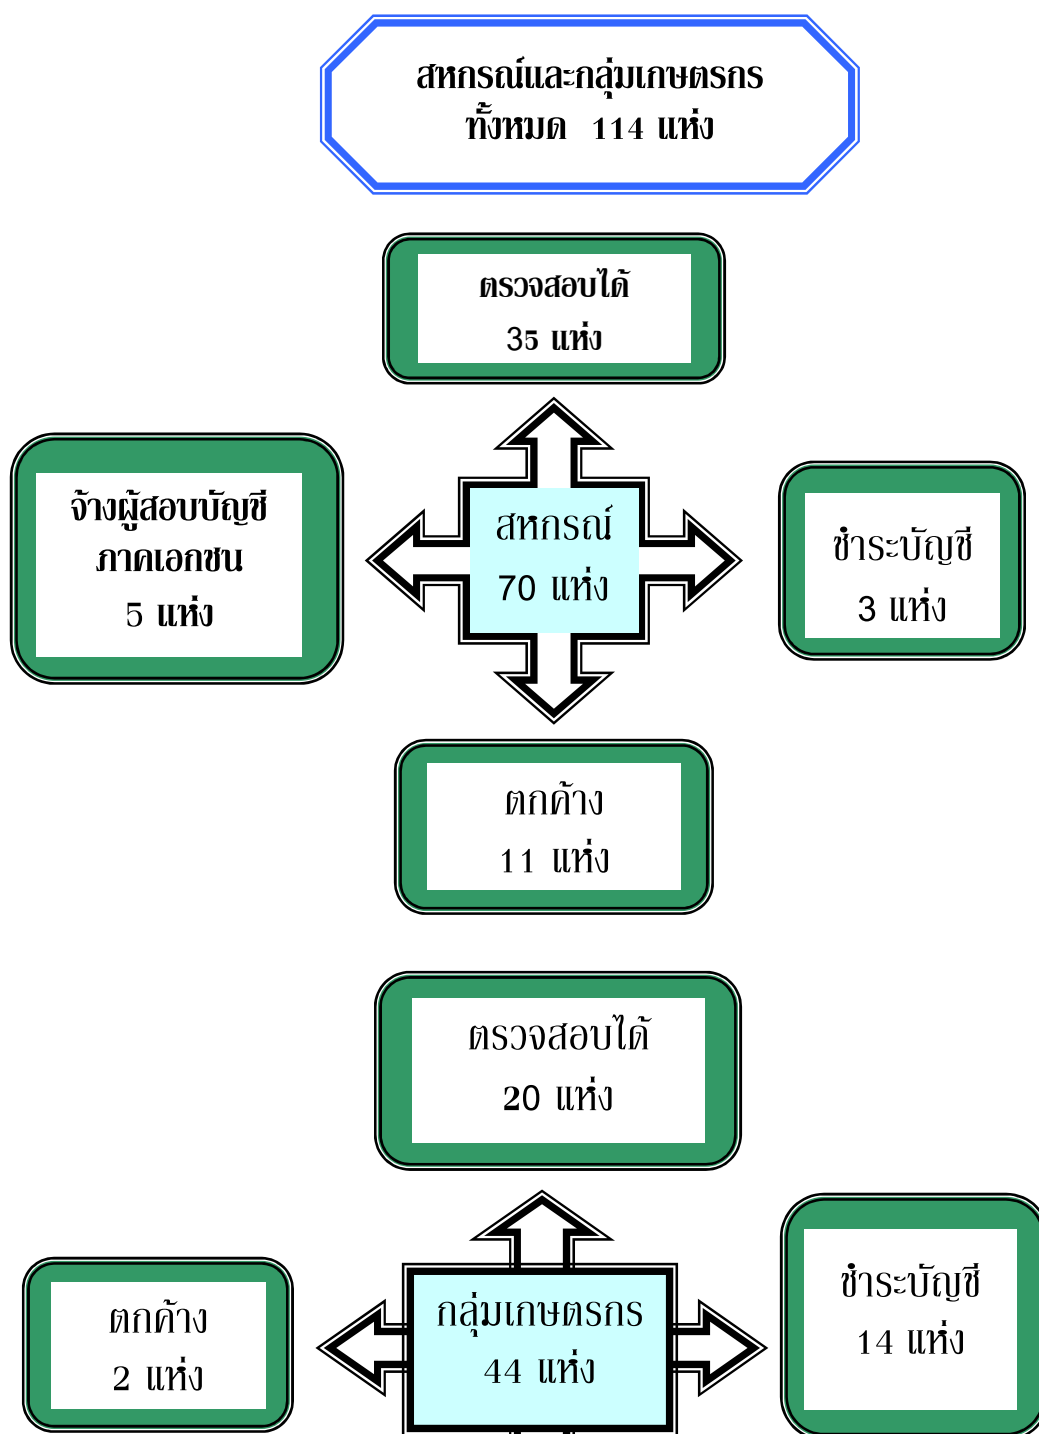 สหกรณ์และกลุ่มเกษตรกร
ทั้งหมด 114 แห่ง
ตรวจสอบได้
35 แห่ง
จ้างผู้สอบบัญชี
ภาคเอกชน
5 แห่ง
สหกรณ์
70 แห่ง
ชำระบัญชี
3 แห่ง
ตกค้าง
11 แห่ง
ตรวจสอบได้
20 แห่ง
ตกค้าง
2 แห่ง
กลุ่มเกษตรกร
44 แห่ง
ชำระบัญชี
14 แห่ง